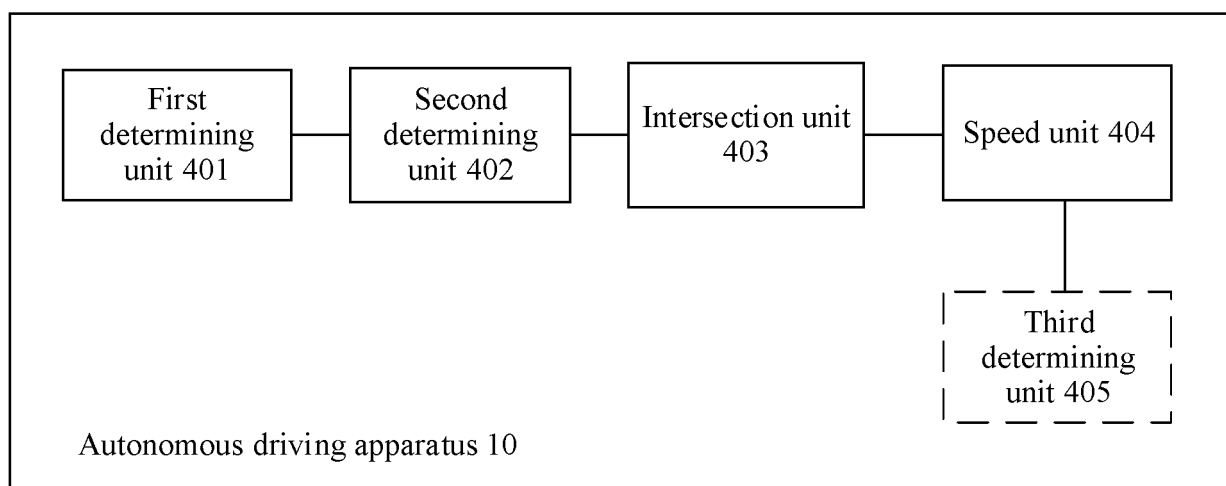 First
determining
unit 401
Second
determining
unit 402
Intersection unit
403
Speed unit 404
Third
determining
unit 405
Autonomous driving apparatus 10